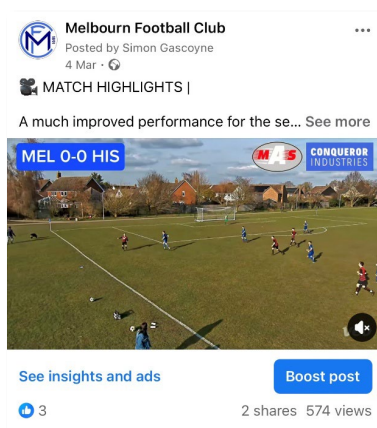 Melbourn Football Club
Posted by Simon Gascoyne
4 Mar ·
MATCH HIGHLIGHTS |
A much improved performance for the se... See more
MEL 0-0 HIS
MAS
CONQUEROR
INDUSTRIES
See insights and ads
Boost post
3
2 shares 574 views